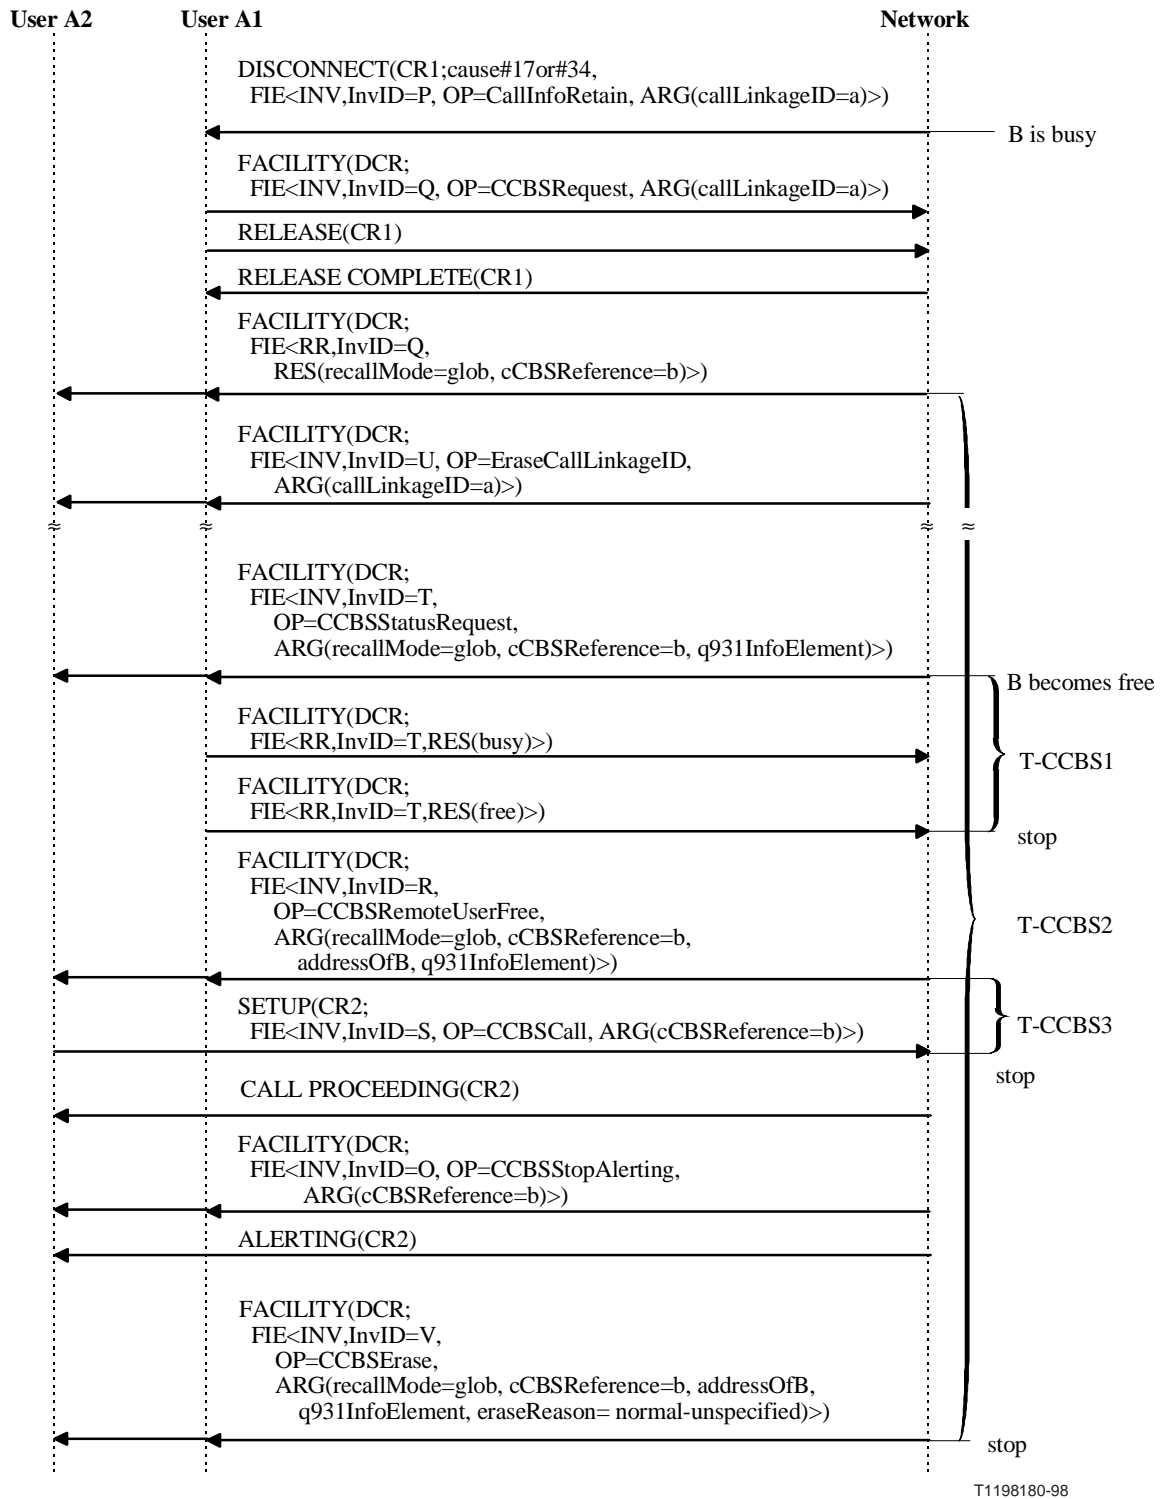 User A2 User A1 Network
DISCONNECT(CR1;cause#17or#34,
FIE<INV,InvID=P, OP=CallInfoRetain, ARG(callLinkageID=a)>)
B is busy
FACILITY(DCR;
FIE<INV,InvID=Q, OP=CCBSRequest, ARG(callLinkageID=a)>)
RELEASE(CR1)
RELEASE COMPLETE(CR1)
FACILITY(DCR;
FIE<RR,InvID=Q,
RES(recallMode=glob, cCBSReference=b)>)
FACILITY(DCR;
FIE<INV,InvID=U, OP=EraseCallLinkageID,
ARG(callLinkageID=a)>)
≈ ≈ ≈ ≈
FACILITY(DCR;
FIE<INV,InvID=T,
OP=CCBSStatusRequest,
ARG(recallMode=glob, cCBSReference=b, q931InfoElement)>)
B becomes free
FACILITY(DCR;
FIE<RR,InvID=T,RES(busy)>)
T-CCBS1
FACILITY(DCR;
FIE<RR,InvID=T,RES(free)>)
stop
FACILITY(DCR;
FIE<INV,InvID=R,
OP=CCBSRemoteUserFree,
ARG(recallMode=glob, cCBSReference=b,
addressOfB, q931InfoElement)>)
T-CCBS2
SETUP(CR2;
FIE<INV,InvID=S, OP=CCBSCall, ARG(cCBSReference=b)>)
T-CCBS3
stop
CALL PROCEEDING(CR2)
FACILITY(DCR;
FIE<INV,InvID=O, OP=CCBSStopAlerting,
ARG(cCBSReference=b)>)
ALERTING(CR2)
FACILITY(DCR;
FIE<INV,InvID=V,
OP=CCBSErase,
ARG(recallMode=glob, cCBSReference=b, addressOfB,
q931InfoElement, eraseReason= normal-unspecified)>)
stop
T1198180-98